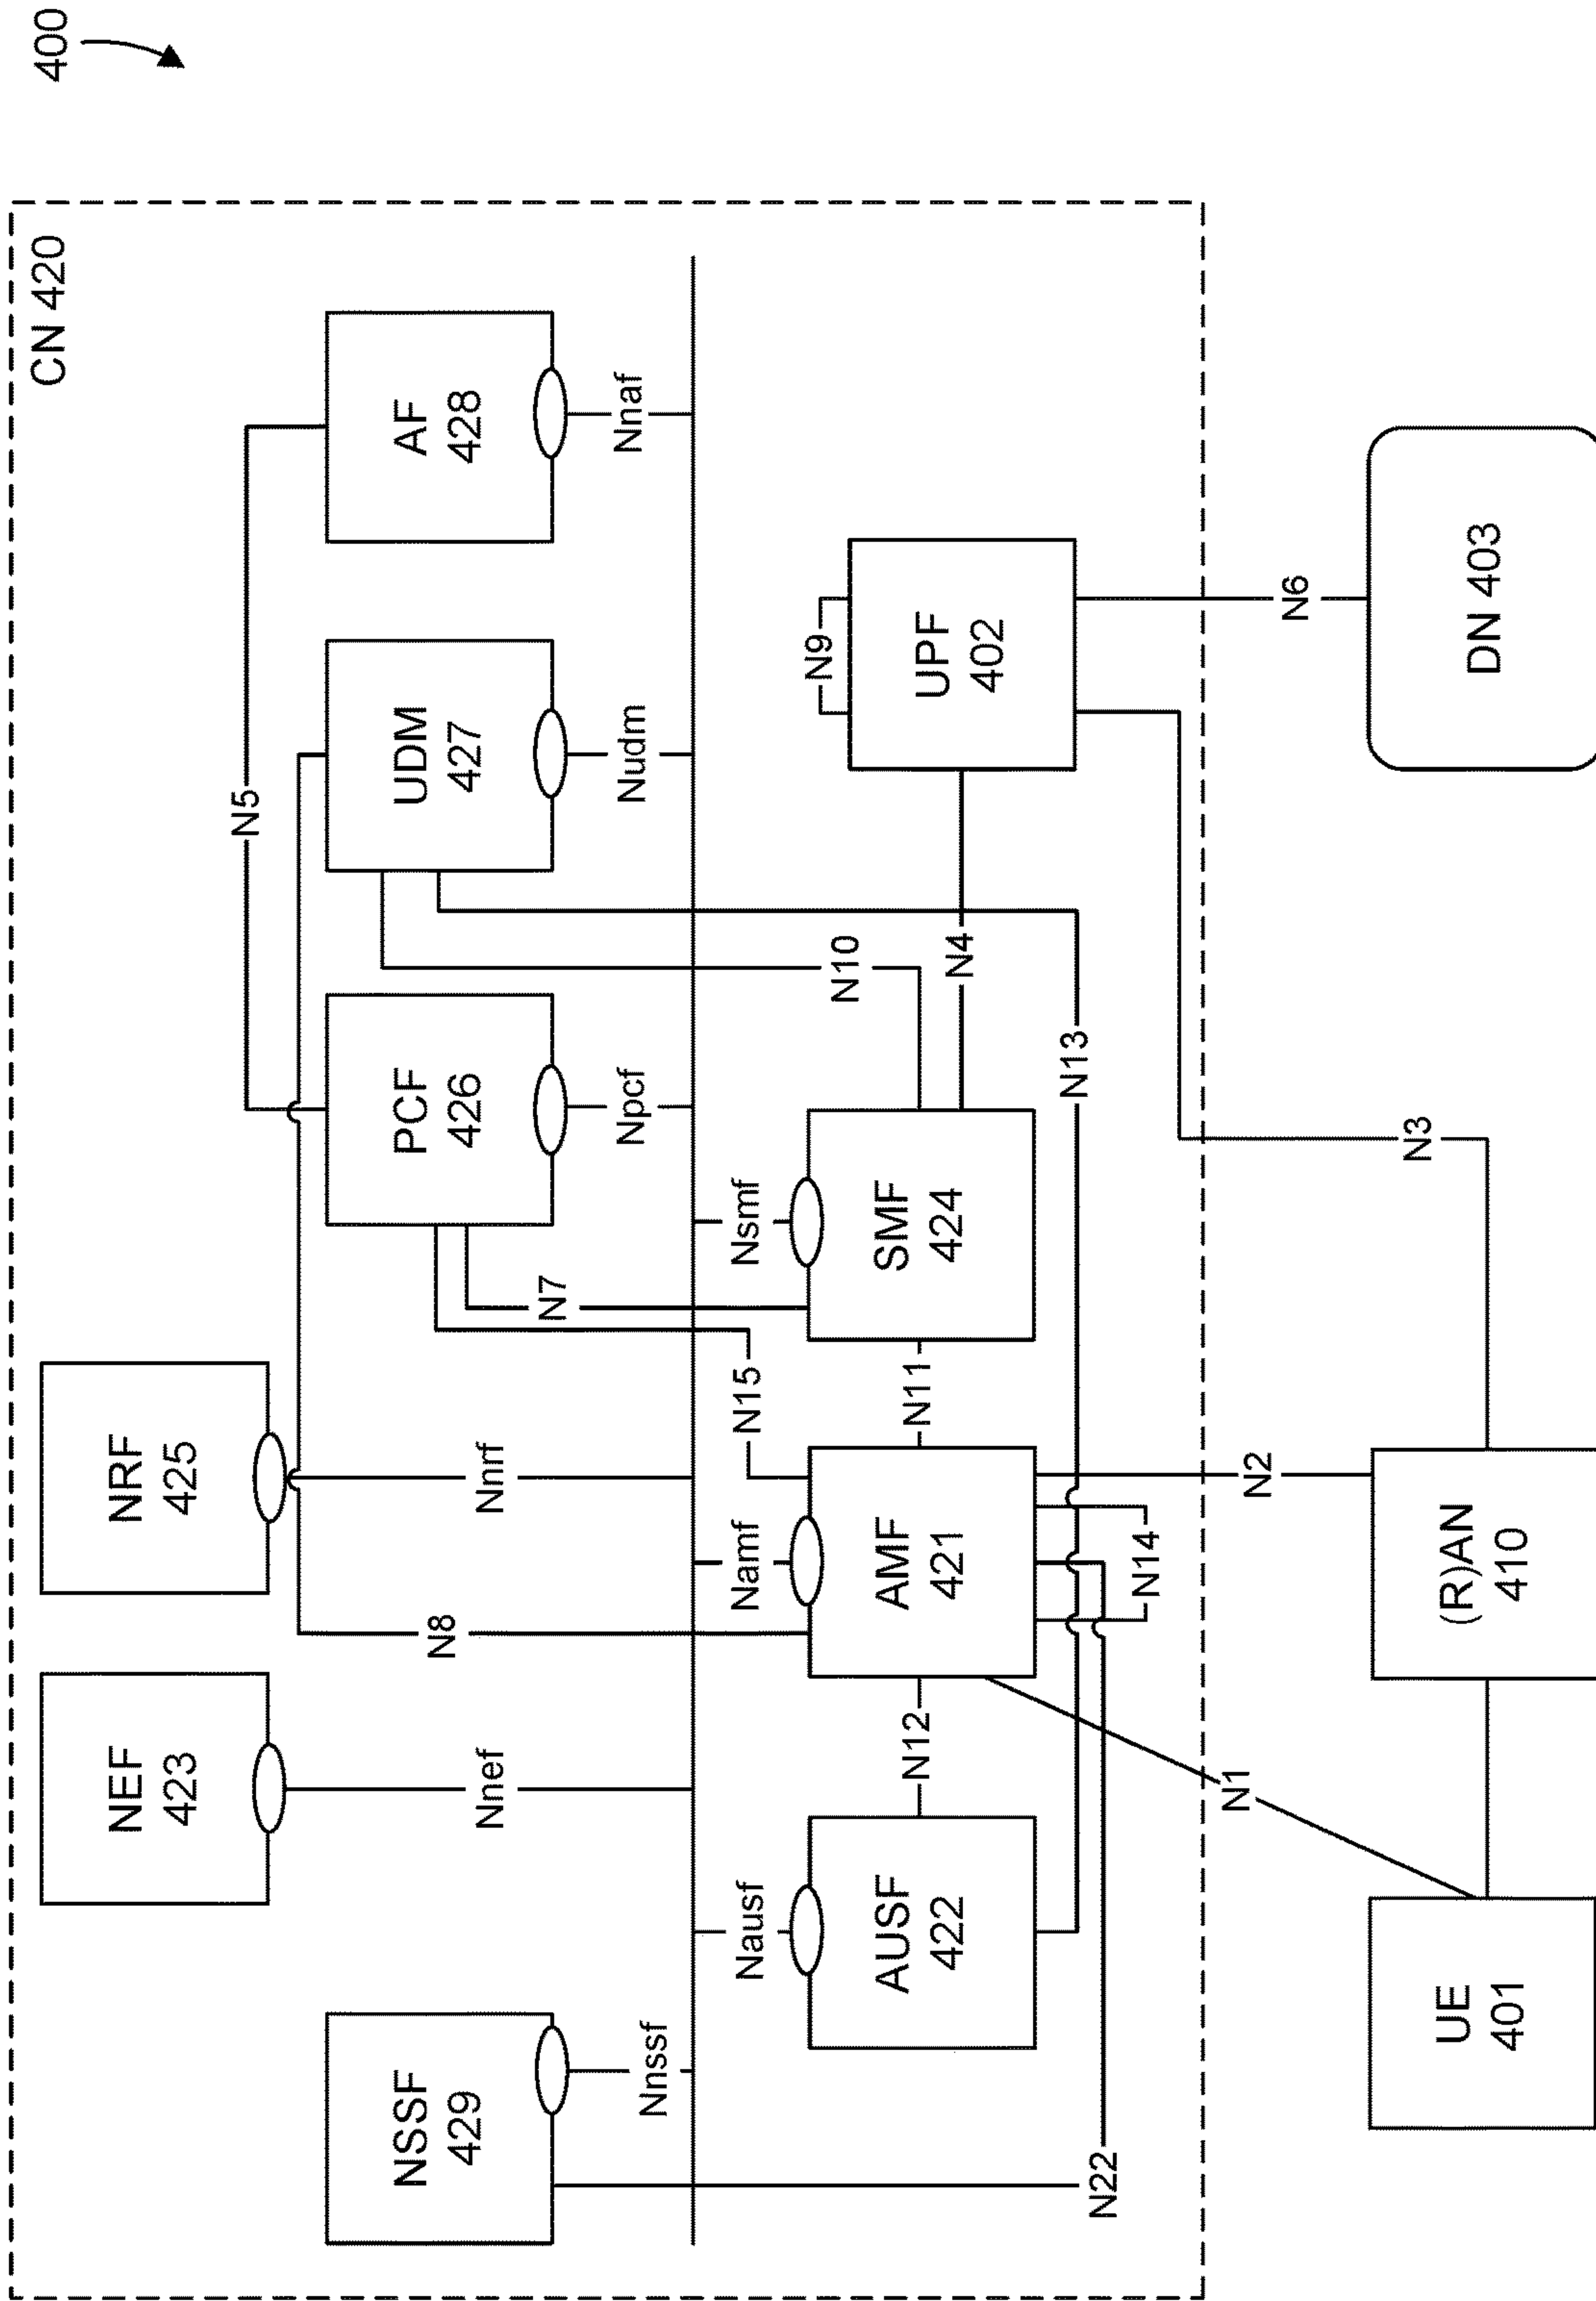 400
CN 420
NEF
423
NRF
425
N5
N8
NSSF
429
PCF
426
UDM
427
AF
428
Nnef
Nnrf
N7
Nnssf
Npcf
Nudm
Nnaf
Nausf
Namf
N15
Nsmf
N10
N9
AUSF
422
N12
AMF
421
N11
SMF
424
N4
UPF
402
N22
N14
N13
N1
N2
N3
N6
UE
401
(R)AN
410
DN 403